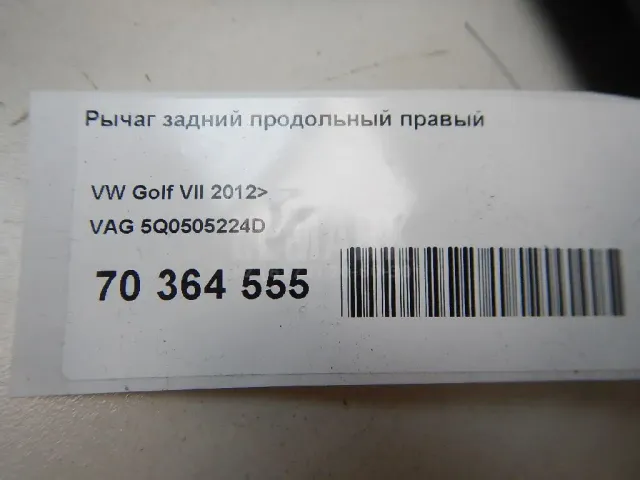 Рычаг задний продольный правый
VW Golf VII 2012>
VAG 5Q0505224D
70 364 555